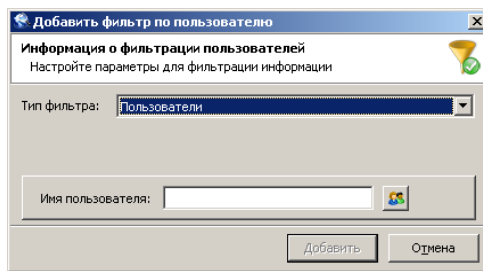 Добавить фильтр по пользователю
Информация о фильтрации пользователей
Настройте параметры для фильтрации информации
Тип фильтра: Пользователи
Имя пользователя:
Добавить Отмена